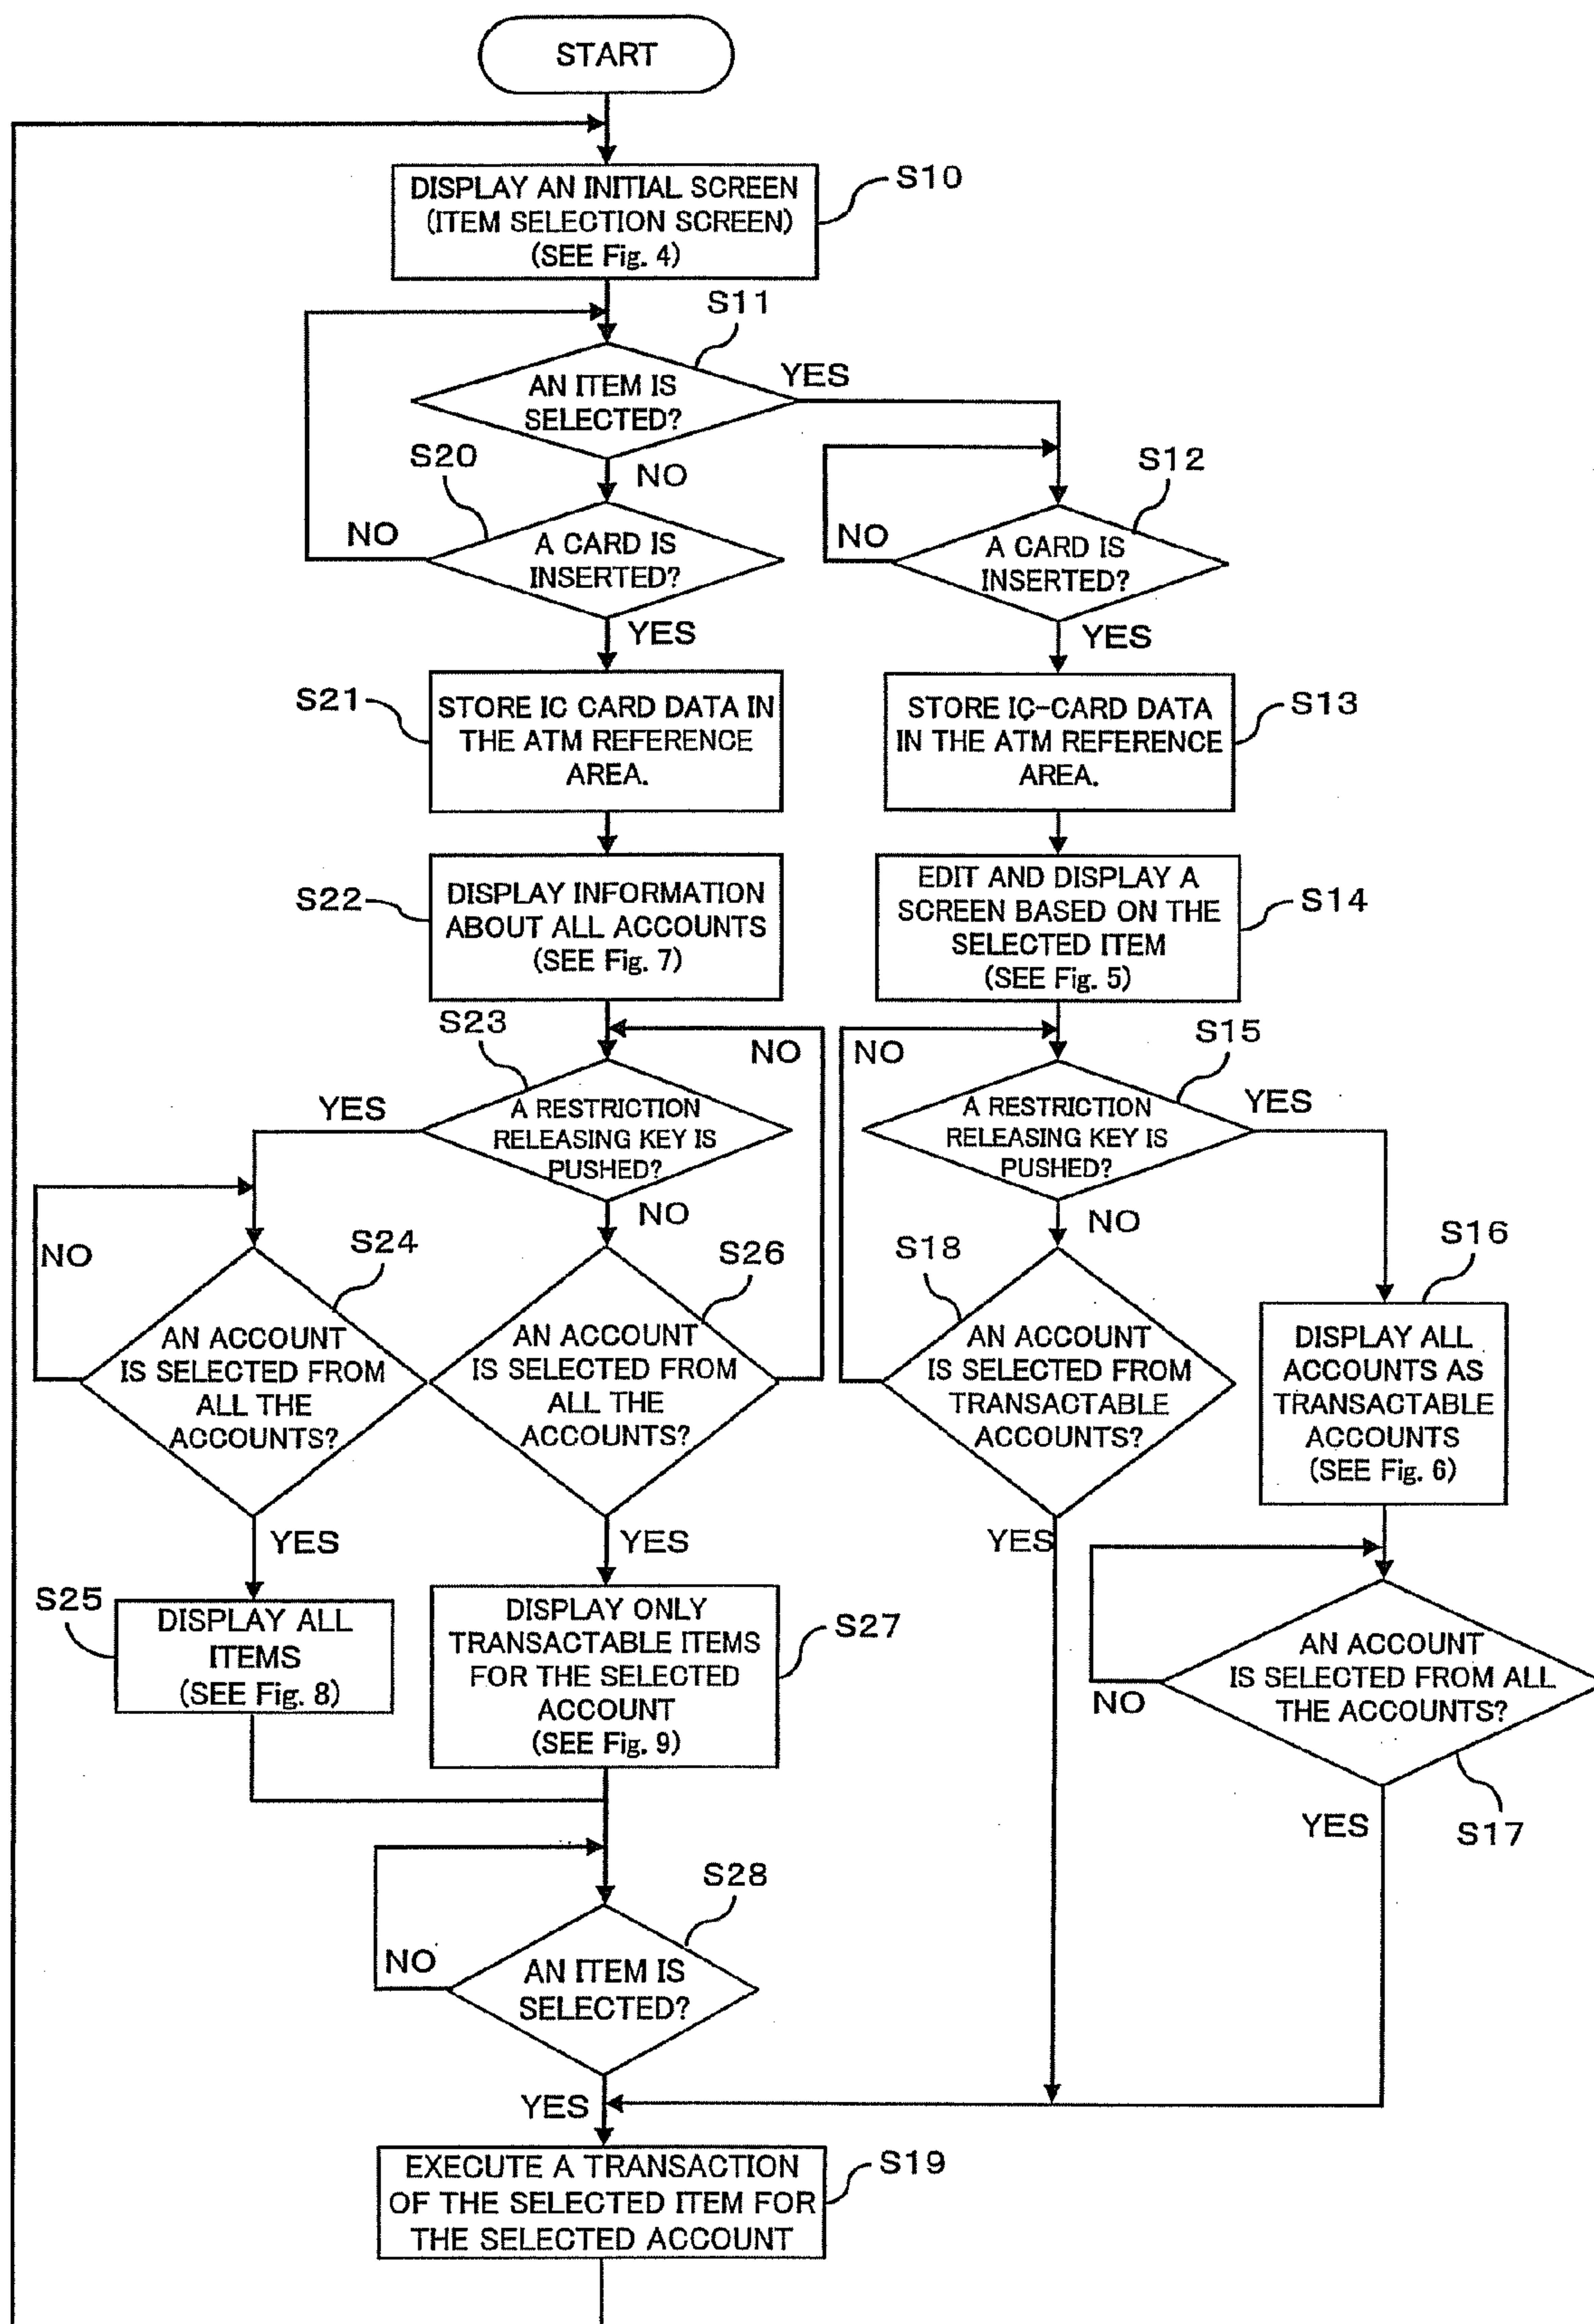 START
DISPLAY AN INITIAL SCREEN
(ITEM SELECTION SCREEN)
(SEE Fig. 4)
S10
S11
AN ITEM IS
SELECTED?
YES
NO
S20
A CARD IS
INSERTED?
NO
YES
S12
A CARD IS
INSERTED?
NO
YES
S21
STORE IC CARD DATA IN
THE ATM REFERENCE
AREA.
STORE IC-CARD DATA
IN THE ATM REFERENCE
AREA.
S13
S22
DISPLAY INFORMATION
ABOUT ALL ACCOUNTS
(SEE Fig. 7)
EDIT AND DISPLAY A
SCREEN BASED ON THE
SELECTED ITEM
(SEE Fig. 5)
S14
S23
A RESTRICTION
RELEASING KEY IS
PUSHED?
YES
NO
NO
NO
S15
A RESTRICTION
RELEASING KEY IS
PUSHED?
YES
NO
NO
S24
AN ACCOUNT
IS SELECTED FROM
ALL THE
ACCOUNTS?
YES
S26
AN ACCOUNT
IS SELECTED FROM
ALL THE
ACCOUNTS?
YES
S18
AN ACCOUNT
IS SELECTED FROM
TRANSACTABLE
ACCOUNTS?
YES
S16
DISPLAY ALL
ACCOUNTS AS
TRANSACTABLE
ACCOUNTS
(SEE Fig. 6)
S25
DISPLAY ALL
ITEMS
(SEE Fig. 8)
DISPLAY ONLY
TRANSACTABLE ITEMS
FOR THE SELECTED
ACCOUNT
(SEE Fig. 9)
S27
AN ACCOUNT
IS SELECTED FROM ALL
THE ACCOUNTS?
NO
YES
S17
S28
NO
AN ITEM IS
SELECTED?
YES
EXECUTE A TRANSACTION
OF THE SELECTED ITEM FOR
THE SELECTED ACCOUNT
S19